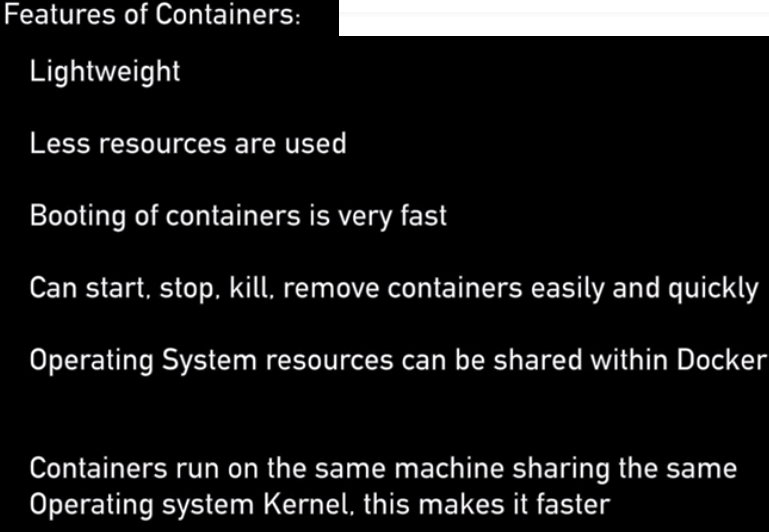 Features of Containers:
Lightweight
Less resources are used
Booting of containers is very fast
Can start, stop, kill, remove containers easily and quickly
Operating System resources can be shared within Docker
Containers run on the same machine sharing the same
Operating system Kernel, this makes it faster